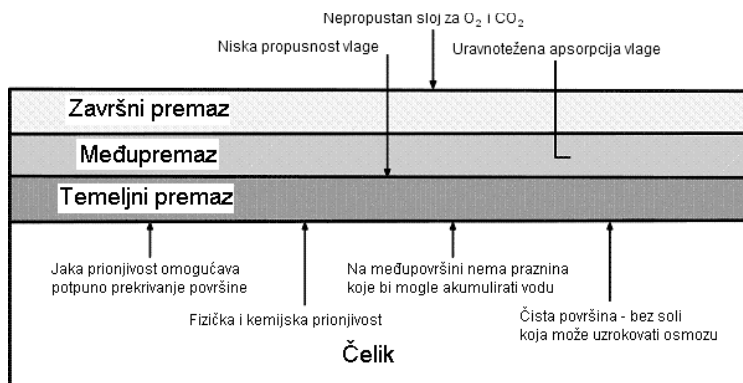 Nepropustan sloj za O₂ i CO₂
Niska propusnost vlage
Uravnotežena apsorpcija vlage
Završni premaz
Međupremaz
Temeljni premaz
Jaka prionjivost omogućava
potpuno prekrivanje površine
Fizička i kemijska prionjivost
Na međupovršini nema praznina
koje bi mogle akumulirati vodu
Čista površina - bez soli
koja može uzrokovati osmozu
Čelik